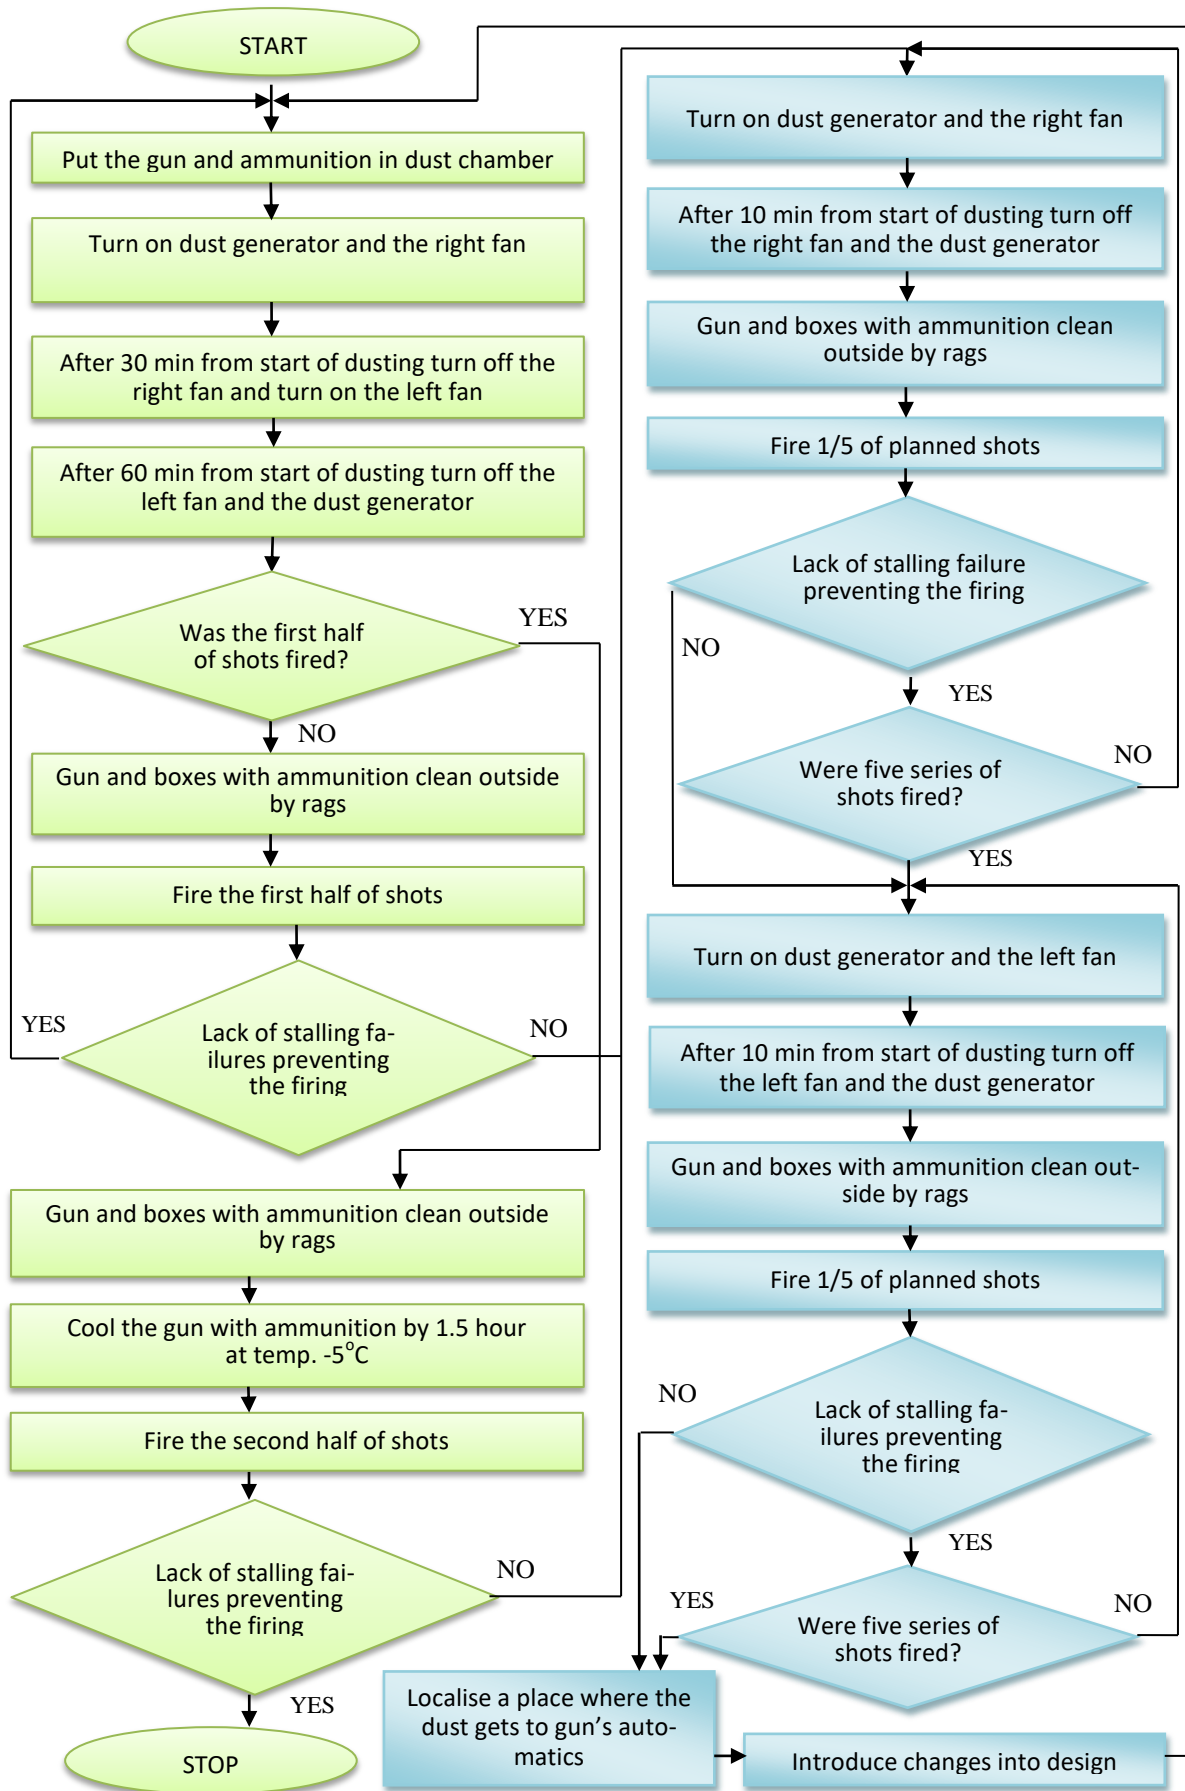 START
Put the gun and ammunition in dust chamber
Turn on dust generator and the right fan
After 30 min from start of dusting turn off the
right fan and turn on the left fan
After 60 min from start of dusting turn off the
left fan and the dust generator
Was the first half
of shots fired?
YES
NO
Gun and boxes with ammunition clean outside
by rags
Fire the first half of shots
Lack of stalling fa-
ilures preventing
the firing
YES
NO
Gun and boxes with ammunition clean outside
by rags
Cool the gun with ammunition by 1.5 hour
at temp. -5°C
Fire the second half of shots
Lack of stalling fai-
lures preventing
the firing
NO
YES
STOP
Turn on dust generator and the right fan
After 10 min from start of dusting turn off
the right fan and the dust generator
Gun and boxes with ammunition clean
outside by rags
Fire 1/5 of planned shots
Lack of stalling failure
preventing the firing
NO
YES
Were five series of
shots fired?
NO
YES
Turn on dust generator and the left fan
After 10 min from start of dusting turn off
the left fan and the dust generator
Gun and boxes with ammunition clean out-
side by rags
Fire 1/5 of planned shots
Lack of stalling fa-
ilures preventing
the firing
NO
YES
Were five series of
shots fired?
YES
NO
Localise a place where the
dust gets to gun's auto-
matics
Introduce changes into design